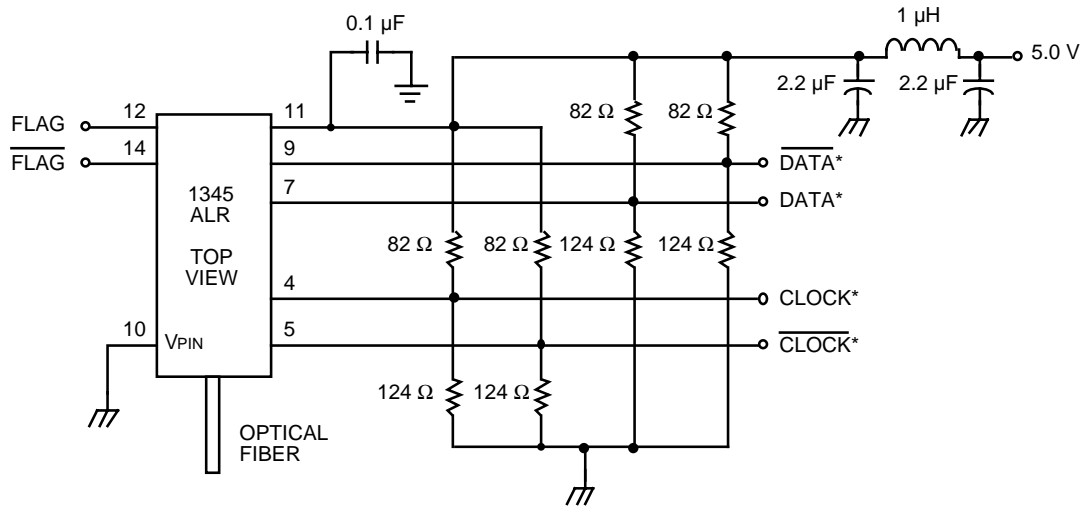 0.1 µF
1 µH
5.0 V
2.2 µF
2.2 µF
82 Ω
82 Ω
FLAG
12
11
FLAG
14
9
DATA*
7
DATA*
1345
ALR
TOP
VIEW
82 Ω
82 Ω
124 Ω
124 Ω
4
CLOCK*
10
VPIN
5
CLOCK*
124 Ω
124 Ω
OPTICAL
FIBER